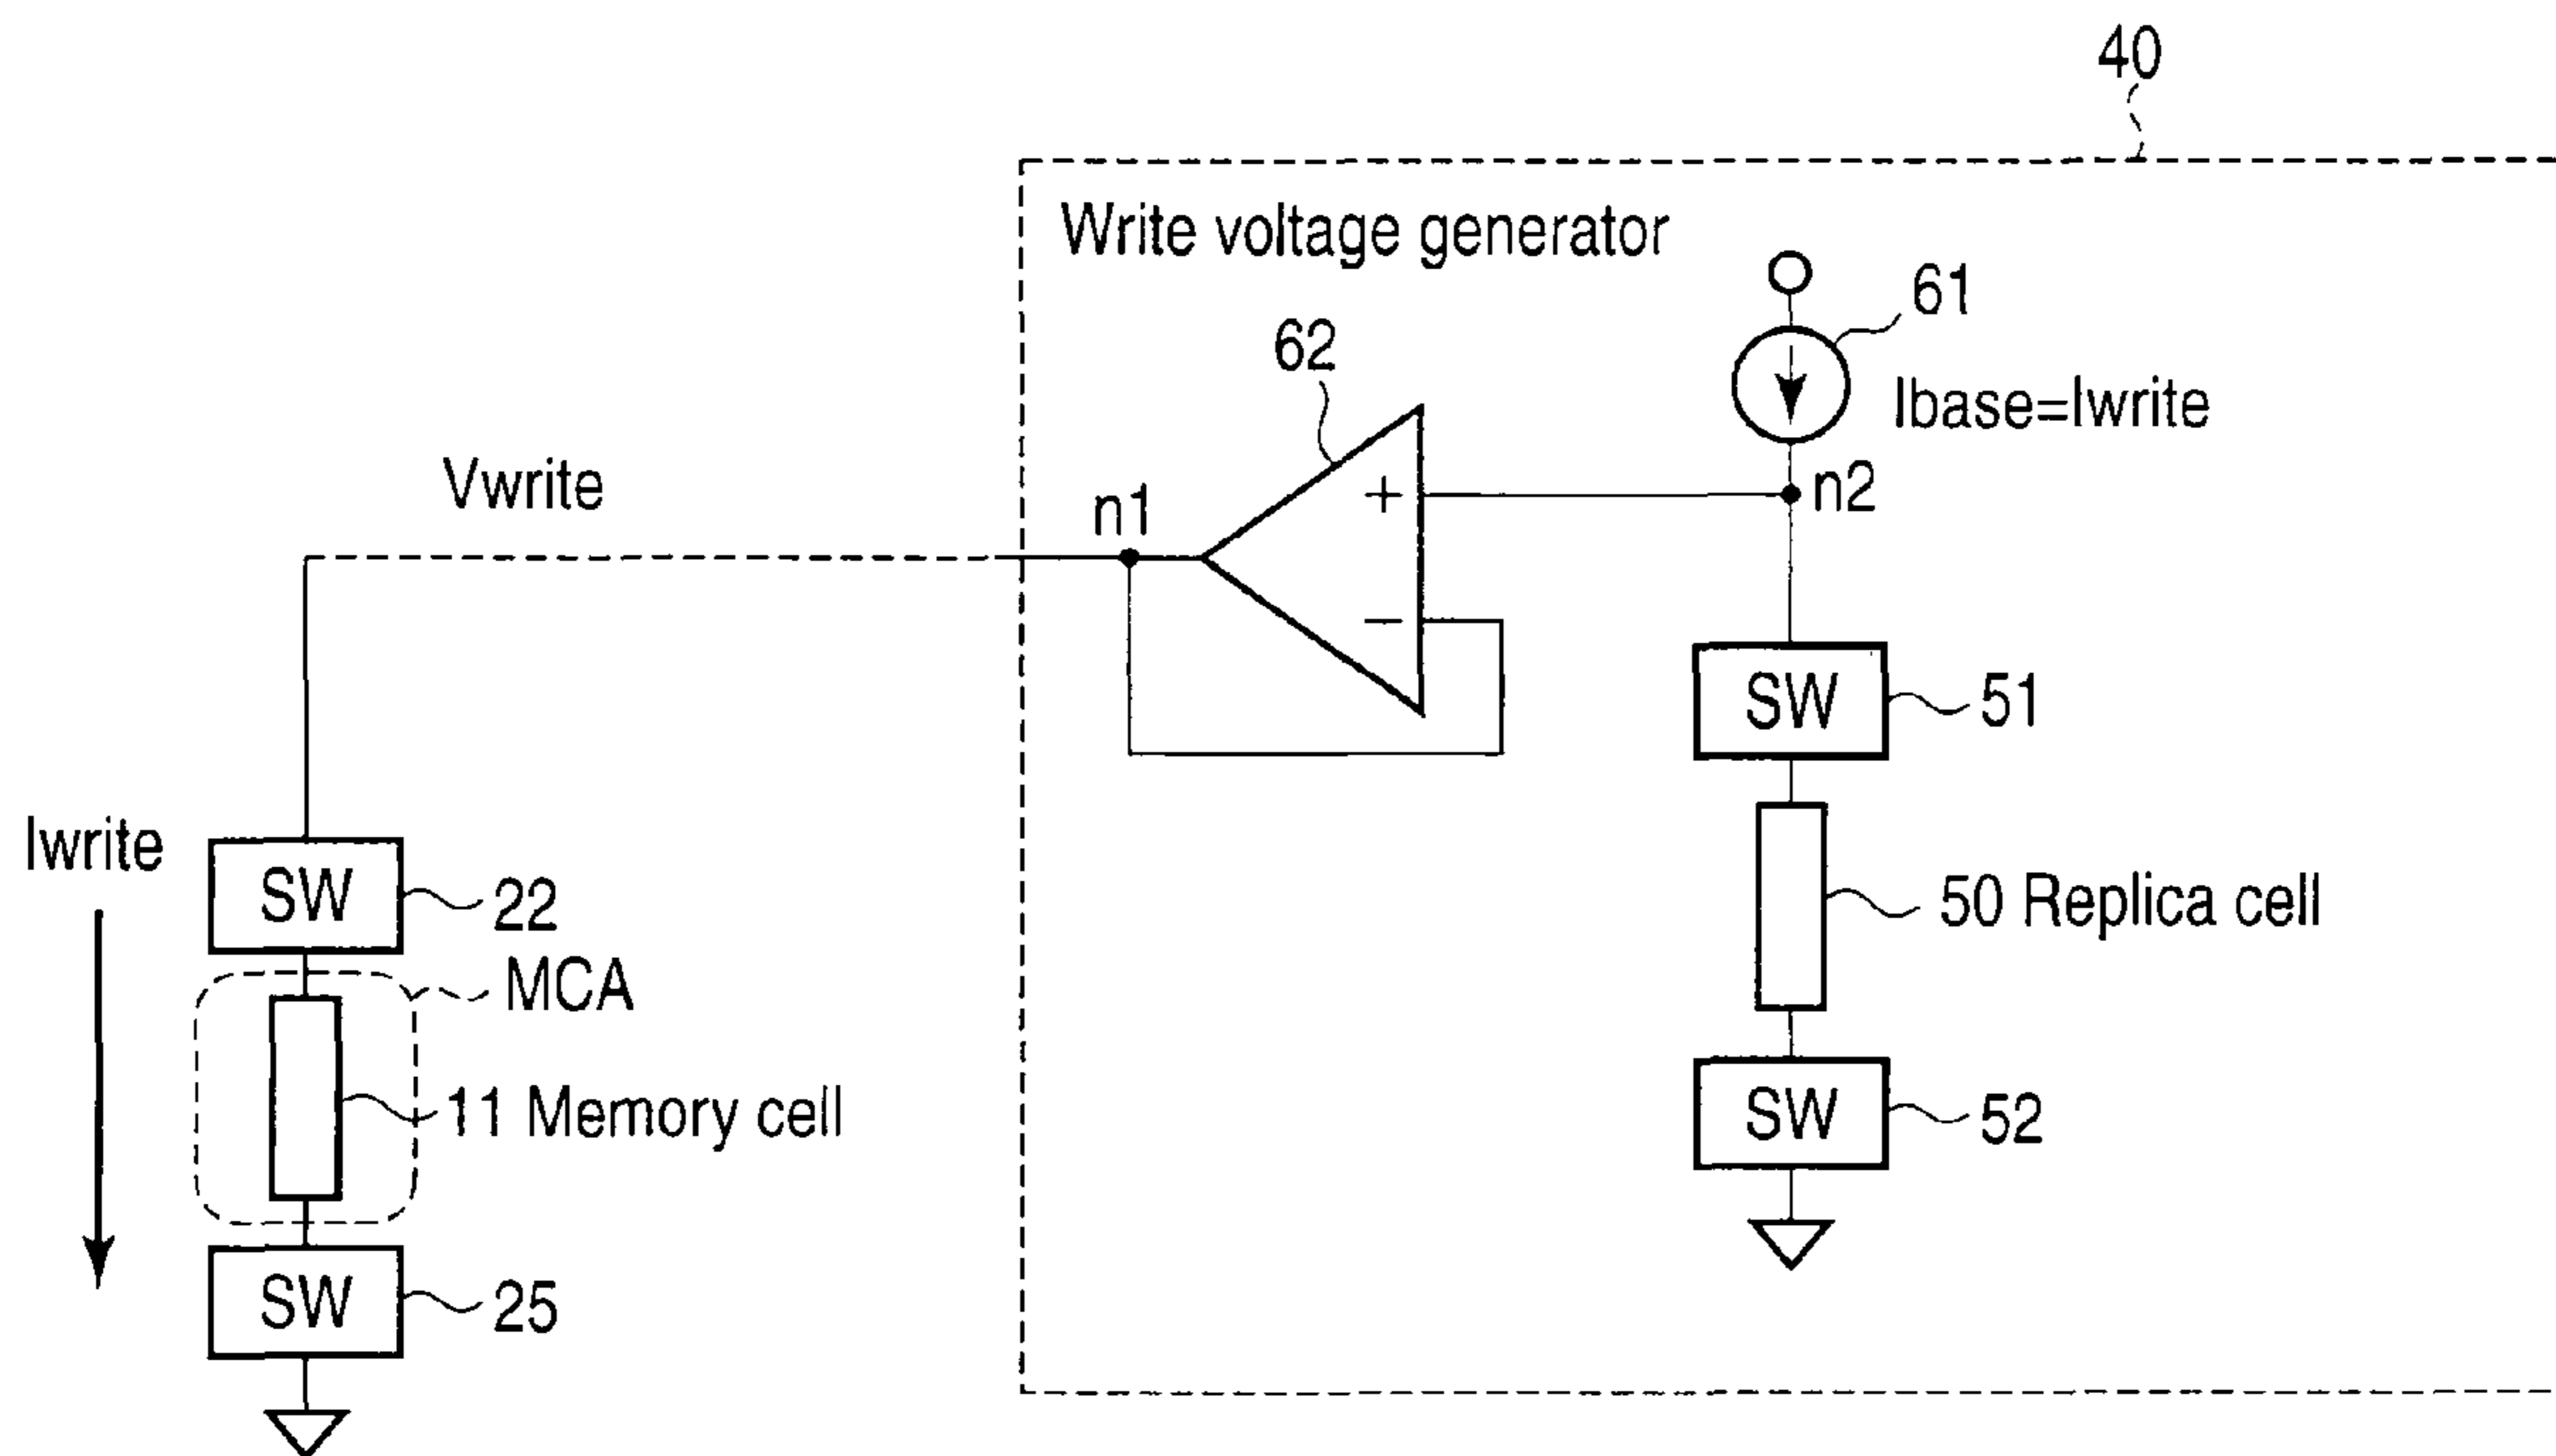 40
Write voltage generator
61
62
Ibase=Iwrite
Vwrite
n1
+
n2
−
SW
51
Iwrite
SW
22
50 Replica cell
MCA
11 Memory cell
SW
52
SW
25